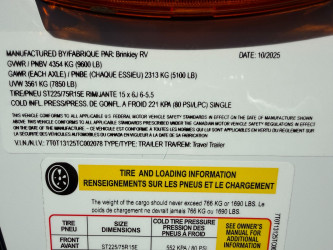 MANUFACTURED BY/FABRIQUE PAR: Brinkley RV DATE: 10/2025
GVWR / PNBV 4354 KG (9600 LB)
GAWR (EACH AXLE) / PNBE (CHAQUE ESSIEU) 2313 KG (5100 LB)
UVW 3561 KG (7850 LB)
TIRE/PNEU ST225/75R15E RIM/JANTE 15 x 6J 6-5.5
COLD INFL PRESS/PRESS DE GONFL A FROID 221 KPA (80 PSI/LPC) SINGLE
THIS VEHICLE CONFORMS TO ALL APPLICABLE U.S. FEDERAL MOTOR VEHICLE SAFETY STANDARDS IN EFFECT ON THE DATE OF MANUFACTURE SHOWN
ABOVE. THIS VEHICLE CONFORMS TO ALL APPLICABLE STANDARDS PRESCRIBED UNDER THE CANADIAN MOTOR VEHICLE SAFETY REGULATIONS IN EFFECT
ON THE DATE OF MANUFACTURE - CE VEHICULE EST CONFORME A TOUTES LES NORMES QUI LUI SONT APPLICABLES EN VERTU DU REGLEMENT
SUR LA SECURITE DES VEHICULES AUTOMOBILES DU CANADA EN VIGUEUR A LA DATE DE SA FABRICATION
V.I.N./N.I.V.: 7T0T13125TC002078 TYPE/TYPE: TRAILER TRA/REM: Travel Trailer
TIRE AND LOADING INFORMATION
RENSEIGNEMENTS SUR LES PNEUS ET LE CHARGEMENT
The weight of the cargo should never exceed 766 KG or 1690 LBS.
Le poids du chargement ne devrait jamais 766 KG or 1690 LBS.
TIRE
PNEU
SIZE
DIMENSIONS
COLD TIRE PRESSURE
PRESSION DES
PNEUS A FROID
SEE OWNER'S
MANUAL FOR
ADDITIONAL
INFORMATION
FRONT
AVANT
ST225/75R15E
552 KPA / 80 PSI